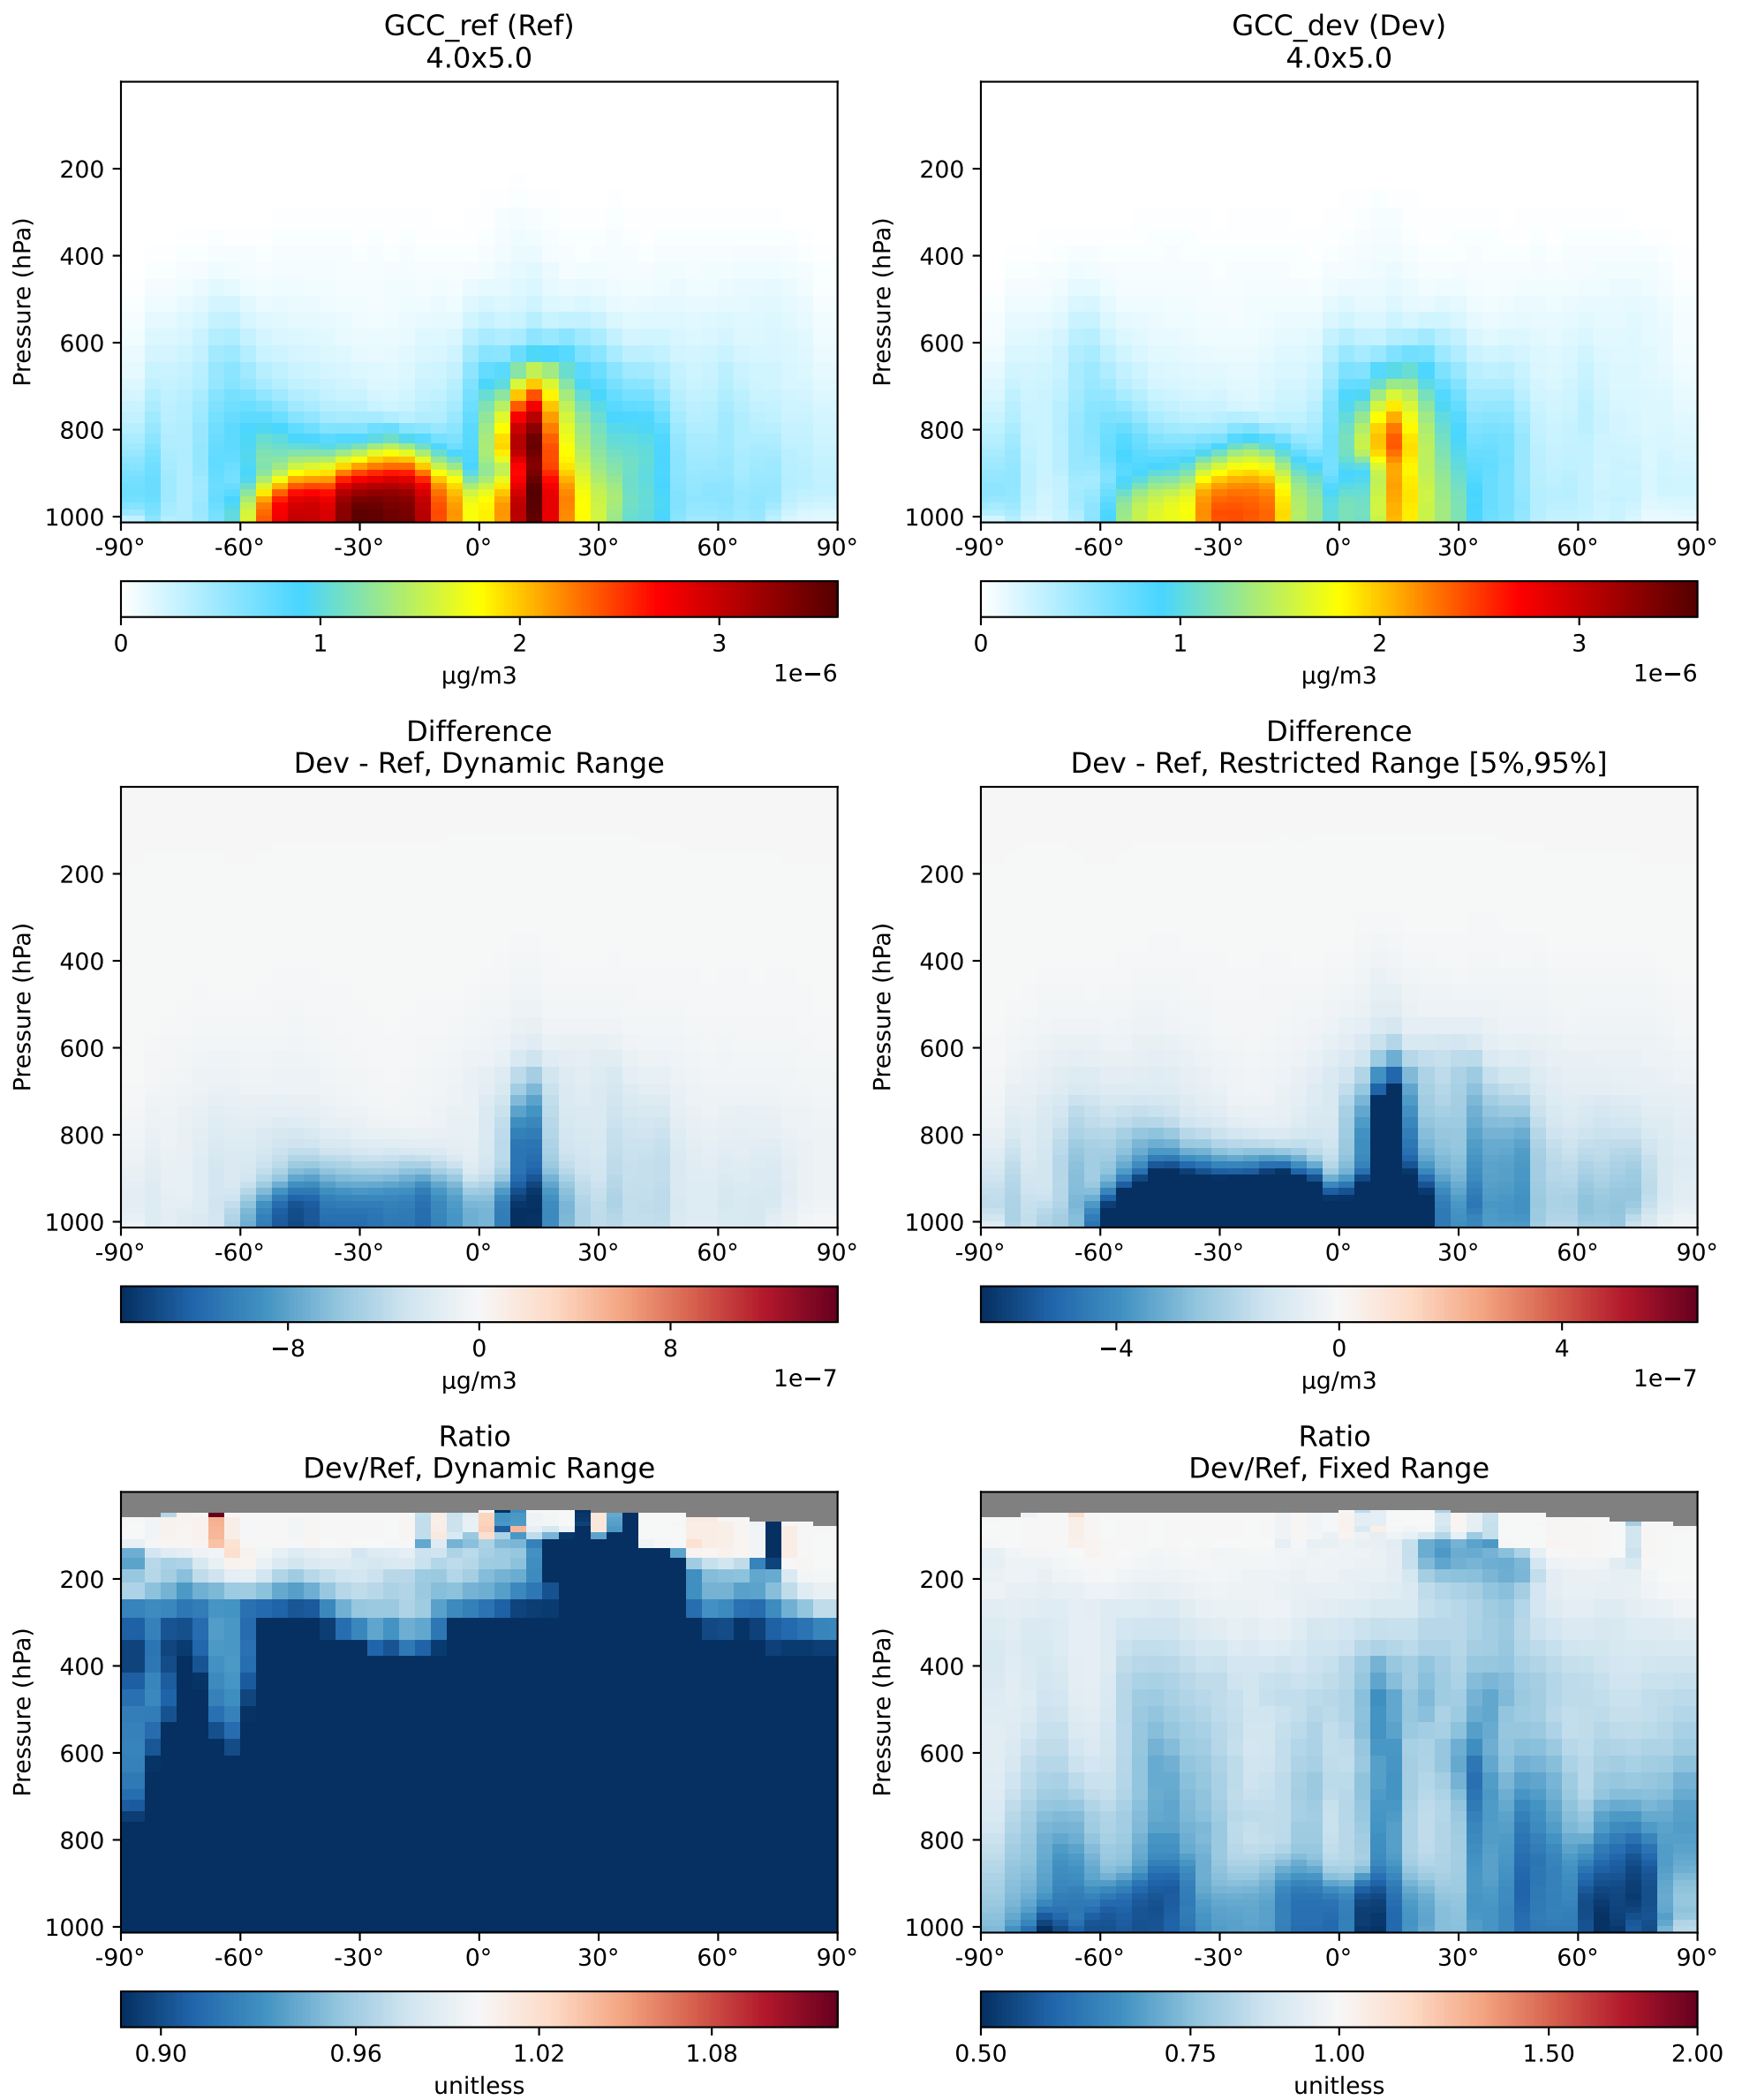 GCC_ref (Ref)
4.0x5.0
Pressure (hPa)
200
400
600
800
1000
-90° -60° -30° 0° 30° 60° 90°
0 1 2 3
µg/m3 1e−6
GCC_dev (Dev)
4.0x5.0
Pressure (hPa)
200
400
600
800
1000
-90° -60° -30° 0° 30° 60° 90°
0 1 2 3
µg/m3 1e−6
Difference
Dev - Ref, Dynamic Range
Pressure (hPa)
200
400
600
800
1000
-90° -60° -30° 0° 30° 60° 90°
−8 0 8
µg/m3 1e−7
Difference
Dev - Ref, Restricted Range [5%,95%]
Pressure (hPa)
200
400
600
800
1000
-90° -60° -30° 0° 30° 60° 90°
−4 0 4
µg/m3 1e−7
Ratio
Dev/Ref, Dynamic Range
Pressure (hPa)
200
400
600
800
1000
-90° -60° -30° 0° 30° 60° 90°
0.90 0.96 1.02 1.08
unitless
Ratio
Dev/Ref, Fixed Range
Pressure (hPa)
200
400
600
800
1000
-90° -60° -30° 0° 30° 60° 90°
0.50 0.75 1.00 1.50 2.00
unitless